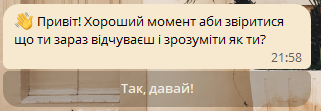 👋 Привіт! Хороший момент аби звіритися
що ти зараз відчуваєш і зрозуміти як ти?
21:58
Так, давай!